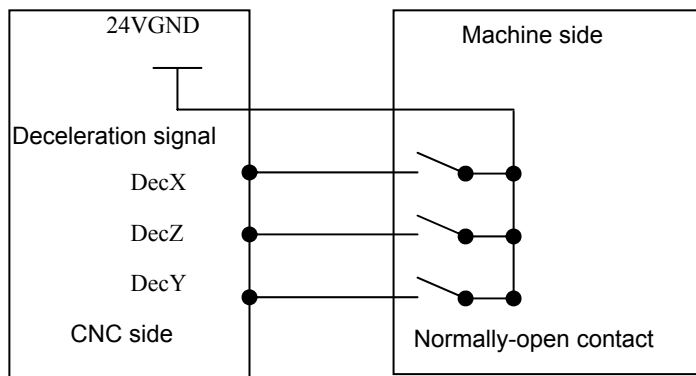 24VGND
Machine side
Deceleration signal
DecX
DecZ
DecY
CNC side
Normally-open contact